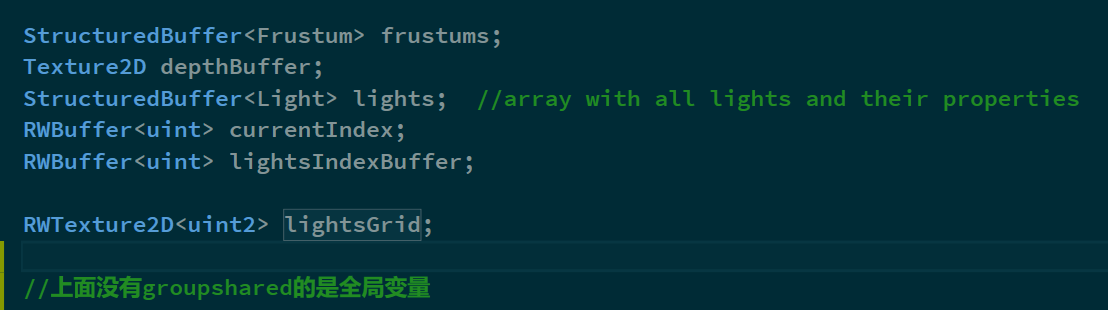 StructuredBuffer<Frustum> frustums;
Texture2D depthBuffer;
StructuredBuffer<Light> lights;  //array with all lights and their properties
RWBuffer<uint> currentIndex;
RWBuffer<uint> lightsIndexBuffer;
RWTexture2D<uint2> lightsGrid;
//上面没有groupshared的是全局变量